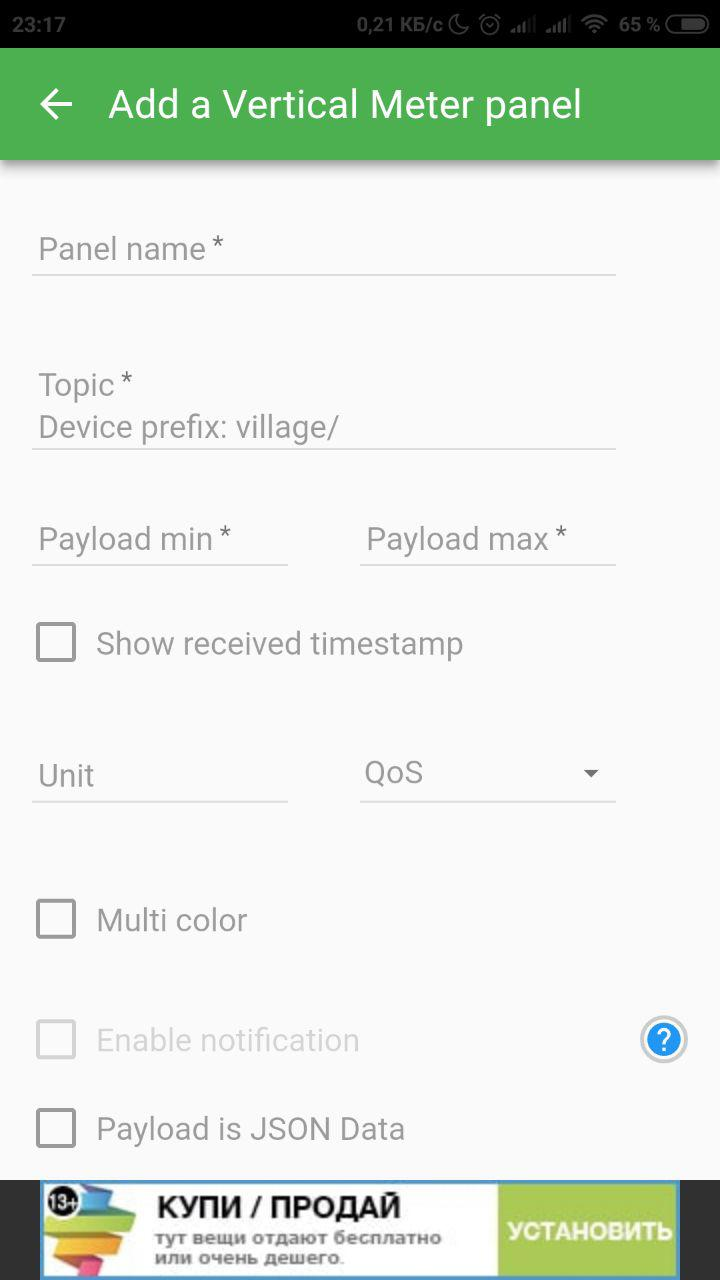 23:17 0,21 КБ/с 65 %
Add a Vertical Meter panel
Panel name *
Topic *
Device prefix: village/
Payload min * Payload max *
Show received timestamp
Unit QoS
Multi color
Enable notification ?
Payload is JSON Data
13+ КУПИ / ПРОДАЙ
тут вещи отдают бесплатно
или очень дешего.
УСТАНОВИТЬ